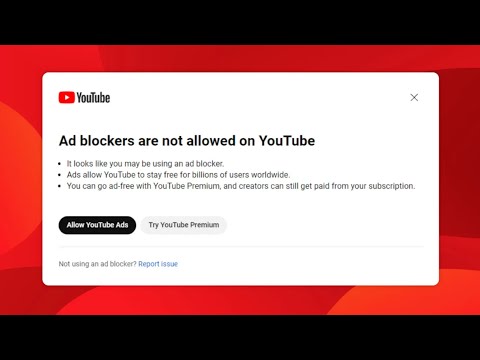 YouTube
Ad blockers are not allowed on YouTube
It looks like you may be using an ad blocker.
Ads allow YouTube to stay free for billions of users worldwide.
You can go ad-free with YouTube Premium, and creators can still get paid from your subscription.
Allow YouTube Ads Try YouTube Premium
Not using an ad blocker? Report issue